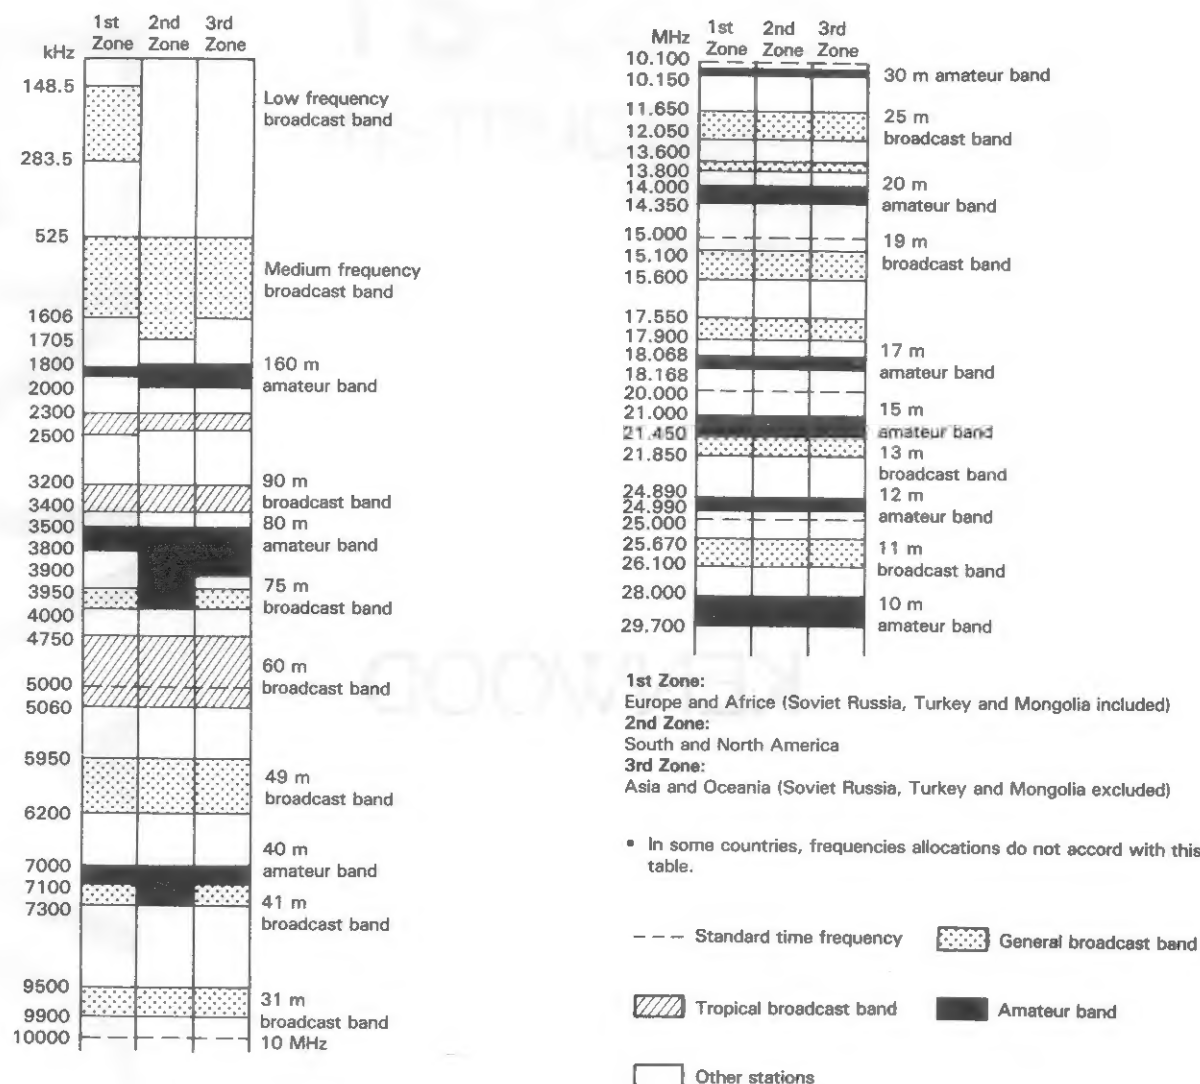 1st 2nd 3rd
kHz Zone Zone Zone
148.5
Low frequency
broadcast band
283.5
525
Medium frequency
broadcast band
1606
1705
1800
160 m
amateur band
2000
2300
2500
3200
90 m
broadcast band
3400
3500
80 m
amateur band
3800
3900
3950
75 m
broadcast band
4000
4750
60 m
broadcast band
5000
5060
5950
49 m
broadcast band
6200
40 m
7000
amateur band
7100
7300
41 m
broadcast band
9500
31 m
9900
broadcast band
10000
10 MHz
1st 2nd 3rd
MHz Zone Zone Zone
10.100
10.150
30 m amateur band
11.650
25 m
12.050
broadcast band
13.600
13.800
14.000
20 m
14.350
amateur band
15.000
19 m
15.100
broadcast band
15.600
17.550
17.900
18.068
17 m
18.168
amateur band
20.000
21.000
15 m
21.450
amateur band
21.850
13 m
broadcast band
24.890
12 m
24.990
amateur band
25.000
25.670
11 m
26.100
broadcast band
28.000
10 m
29.700
amateur band
1st Zone:
Europe and Africe (Soviet Russia, Turkey and Mongolia included)
2nd Zone:
South and North America
3rd Zone:
Asia and Oceania (Soviet Russia, Turkey and Mongolia excluded)
• In some countries, frequencies allocations do not accord with this
table.
Standard time frequency
General broadcast band
Tropical broadcast band
Amateur band
Other stations
KENWOOD